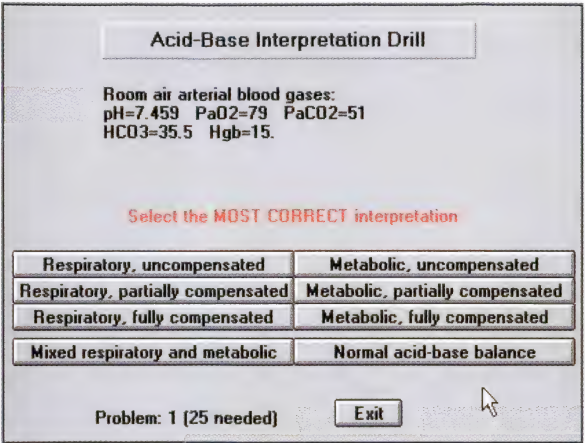 Acid-Base Interpretation Drill
Room air arterial blood gases:
pH=7.459 PaO2=79 PaCO2=51
HCO3=35.5 Hgb=15.
Select the MOST CORRECT interpretation
Respiratory, uncompensated Metabolic, uncompensated
Respiratory, partially compensated Metabolic, partially compensated
Respiratory, fully compensated Metabolic, fully compensated
Mixed respiratory and metabolic Normal acid-base balance
Problem: 1 (25 needed) Exit